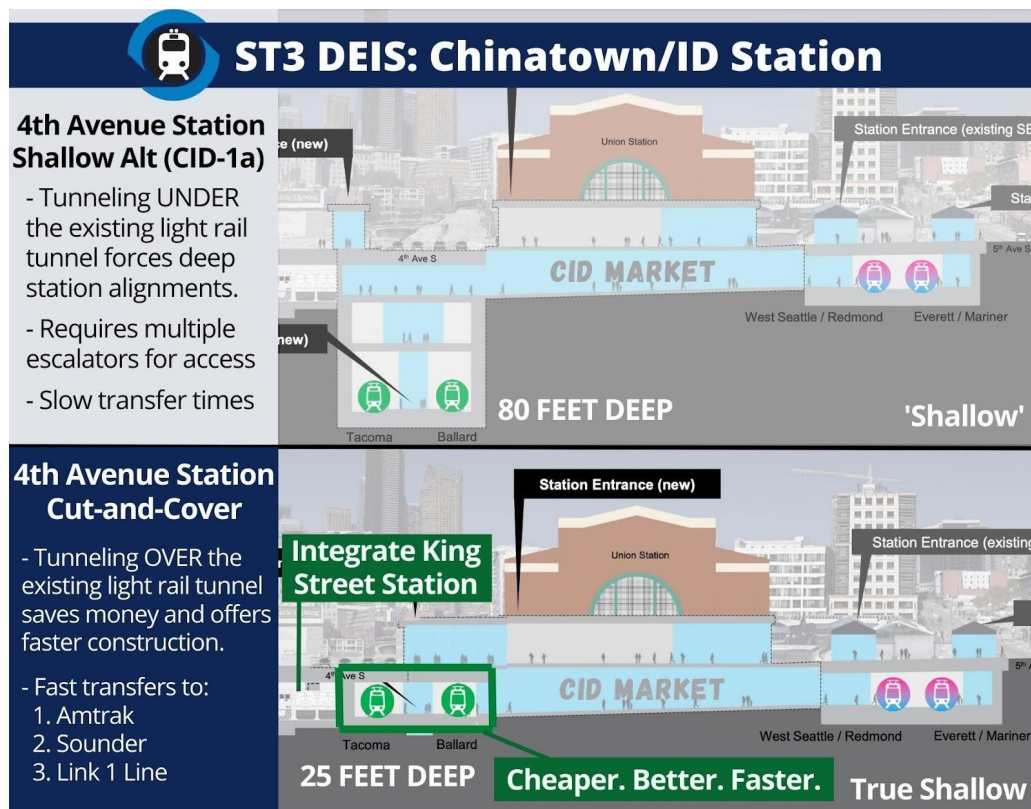 ST3 DEIS: Chinatown/ID Station
4th Avenue Station
Shallow Alt (CID-1a)
- Tunneling UNDER
the existing light rail
tunnel forces deep
station alignments.
- Requires multiple
escalators for access
- Slow transfer times
(new)
Union Station
Station Entrance (existing
4th Ave S
CID MARKET
5th Ave S
West Seattle / Redmond
Everett / Mariner
new)
80 FEET DEEP
'Shallow'
Tacoma
Ballard
4th Avenue Station
Cut-and-Cover
- Tunneling OVER the
existing light rail tunnel
saves money and offers
faster construction.
- Fast transfers to:
1. Amtrak
2. Sounder
3. Link 1 Line
Station Entrance (new)
Integrate King
Street Station
Union Station
Station Entrance (existing
4th Ave S
CID MARKET
5th
Tacoma
Ballard
West Seattle / Redmond
Everett / Mariner
25 FEET DEEP
Cheaper. Better. Faster.
True Shallow